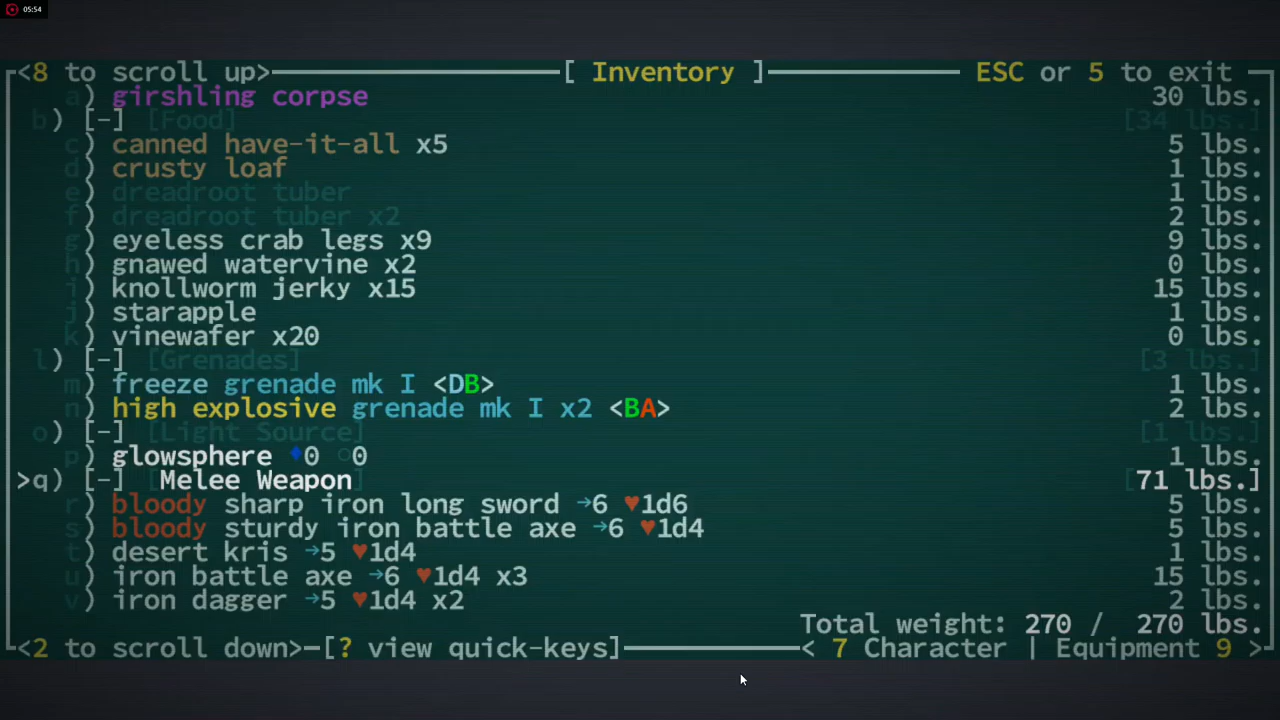 05:54
<8 to scroll up> [ Inventory ] ESC or 5 to exit
a) girshling corpse 30 lbs.
b) [-] [Food] [34 lbs.]
c) canned have-it-all x5 5 lbs.
d) crusty loaf 1 lbs.
e) dreadroot tuber 1 lbs.
f) dreadroot tuber x2 2 lbs.
g) eyeless crab legs x9 9 lbs.
h) gnawed watervine x2 0 lbs.
i) knollworm jerky x15 15 lbs.
j) starapple 1 lbs.
k) vinewafer x20 0 lbs.
l) [-] [Grenades] [3 lbs.]
m) freeze grenade mk I <DB> 1 lbs.
n) high explosive grenade mk I x2 <BA> 2 lbs.
o) [-] [Light Source] [1 lbs.]
p) glowsphere ♦0 ○0 1 lbs.
>q) [-] [Melee Weapon] [71 lbs.]
r) bloody sharp iron long sword →6 ♥1d6 5 lbs.
s) bloody sturdy iron battle axe →6 ♥1d4 5 lbs.
t) desert kris →5 ♥1d4 1 lbs.
u) iron battle axe →6 ♥1d4 x3 15 lbs.
v) iron dagger →5 ♥1d4 x2 2 lbs.
Total weight: 270 / 270 lbs.
<2 to scroll down> [? view quick-keys] < 7 Character | Equipment 9 >